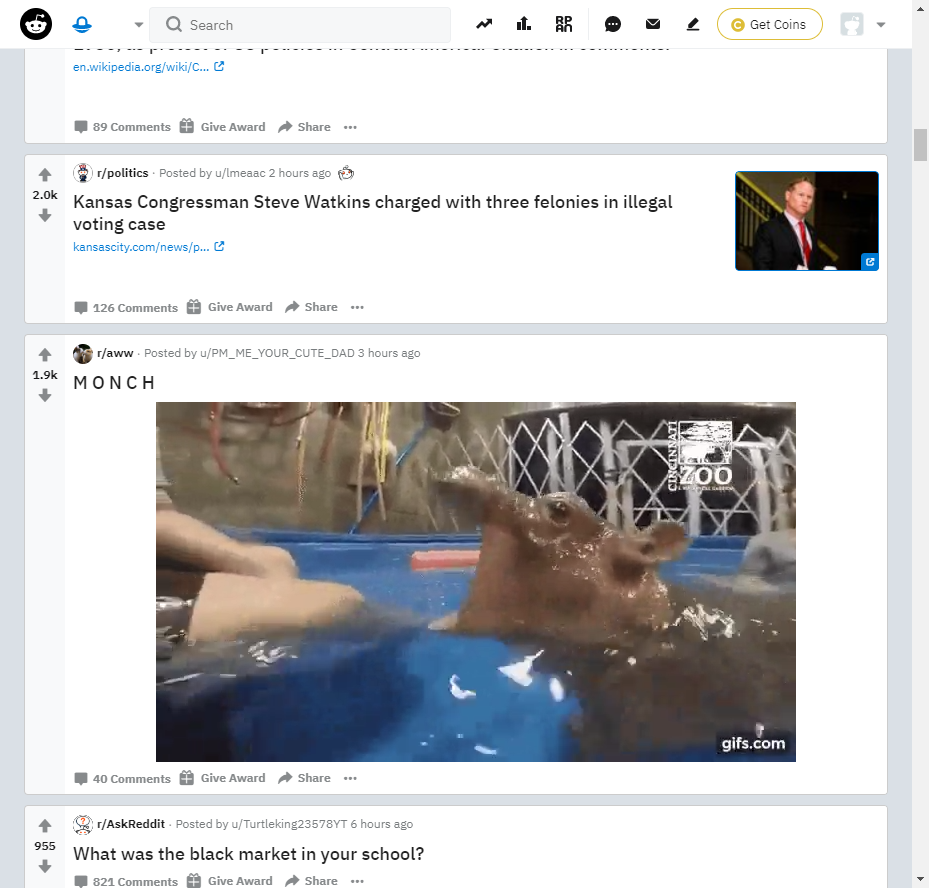 Search
Get Coins
en.wikipedia.org/wiki/C...
89 Comments Give Award Share
r/politics · Posted by u/lmeaac 2 hours ago
2.0k
Kansas Congressman Steve Watkins charged with three felonies in illegal
voting case
kansascity.com/news/p...
126 Comments Give Award Share
r/aww · Posted by u/PM_ME_YOUR_CUTE_DAD 3 hours ago
1.9k
M O N C H
CINCINNATI
ZOO
gifs.com
40 Comments Give Award Share
r/AskReddit · Posted by u/Turtleking23578YT 6 hours ago
955
What was the black market in your school?
821 Comments Give Award Share